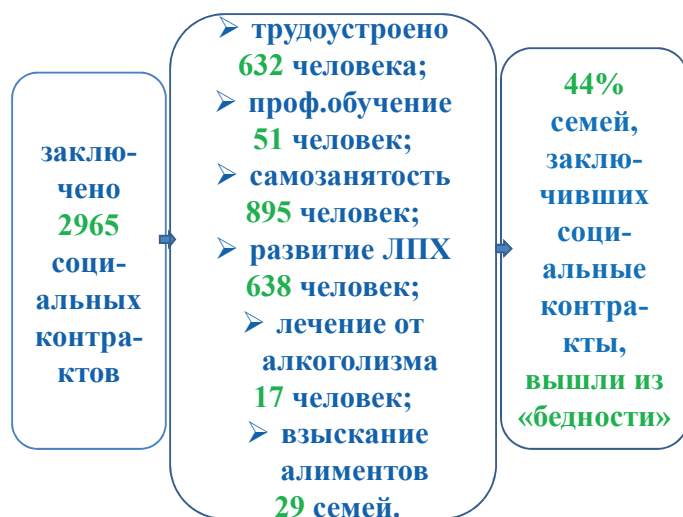 заклю-
чено
2965
соци-
альных
контра-
ктов
➢ трудоустроено
632 человека;
➢ проф.обучение
51 человек;
➢ самозанятость
895 человек;
➢ развитие ЛПХ
638 человек;
➢ лечение от
алкоголизма
17 человек;
➢ взыскание
алиментов
29 семей.
44%
семей,
заклю-
чивших
соци-
альные
контра-
кты,
вышли из
«бедности»